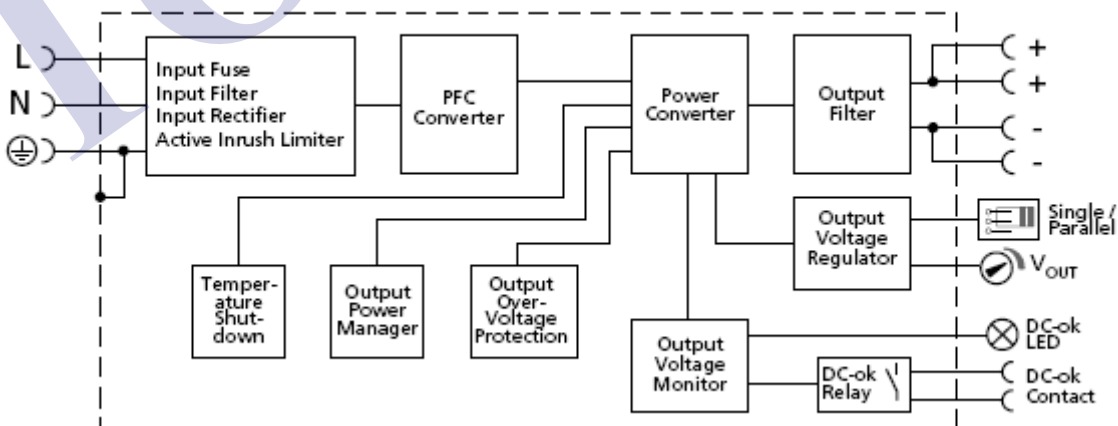 L
N
Input Fuse
Input Filter
Input Rectifier
Active Inrush Limiter
PFC
Converter
Power
Converter
Output
Filter
+
+
-
-
Output
Voltage
Regulator
Single /
Parallel
VOUT
Temper-
ature
Shut-
down
Output
Power
Manager
Output
Over-
Voltage
Protection
Output
Voltage
Monitor
DC-ok
LED
DC-ok
Relay
DC-ok
Contact